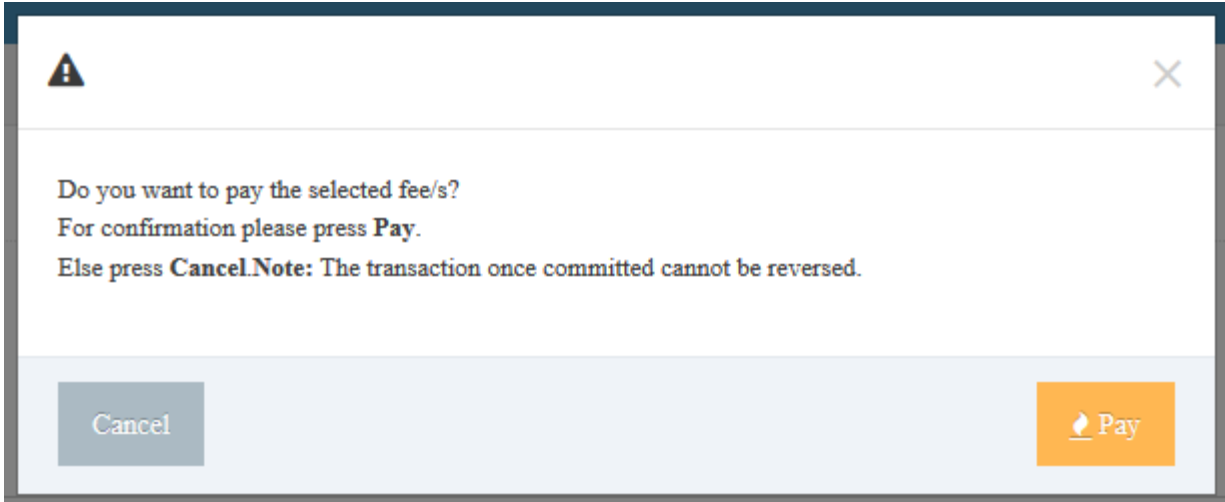 Do you want to pay the selected fee/s?
For confirmation please press Pay.
Else press Cancel.Note: The transaction once committed cannot be reversed.
Cancel
Pay